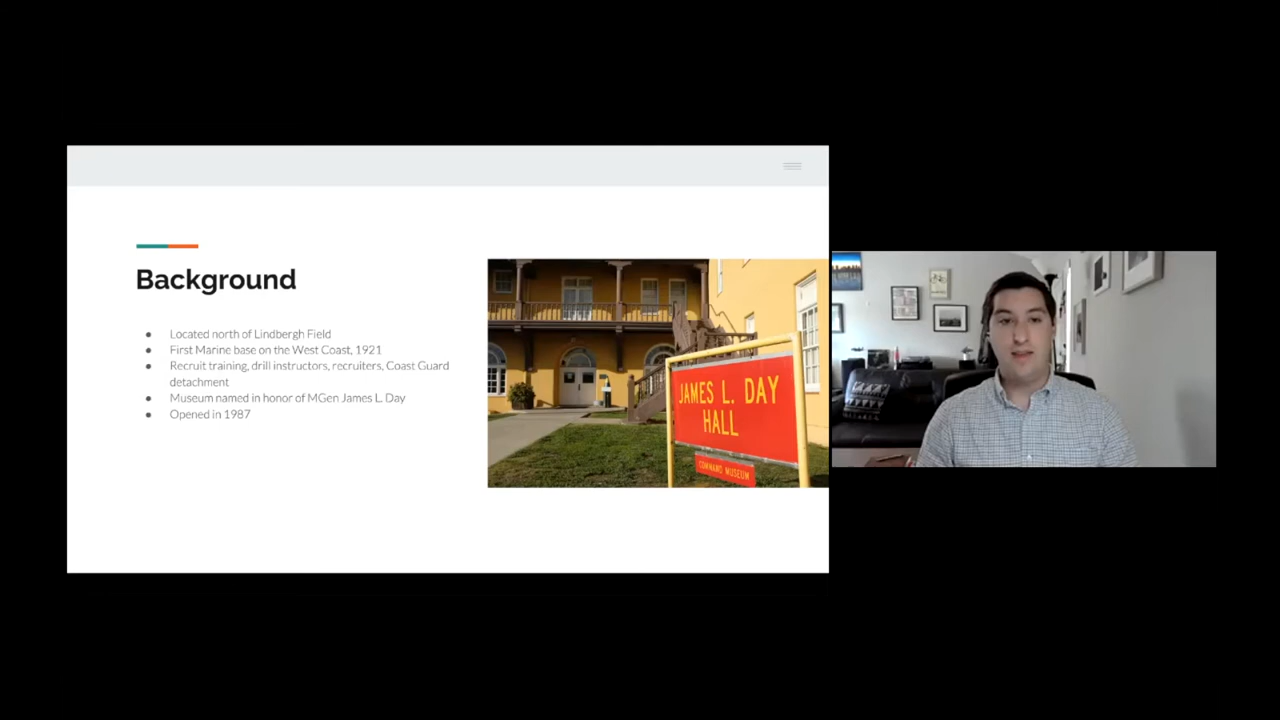 Background
● Located north of Lindbergh Field
● First Marine base on the West Coast, 1921
● Recruit training, drill instructors, recruiters, Coast Guard
detachment
● Museum named in honor of MGen James L. Day
● Opened in 1987
JAMES L. DAY
HALL
COMMAND MUSEUM